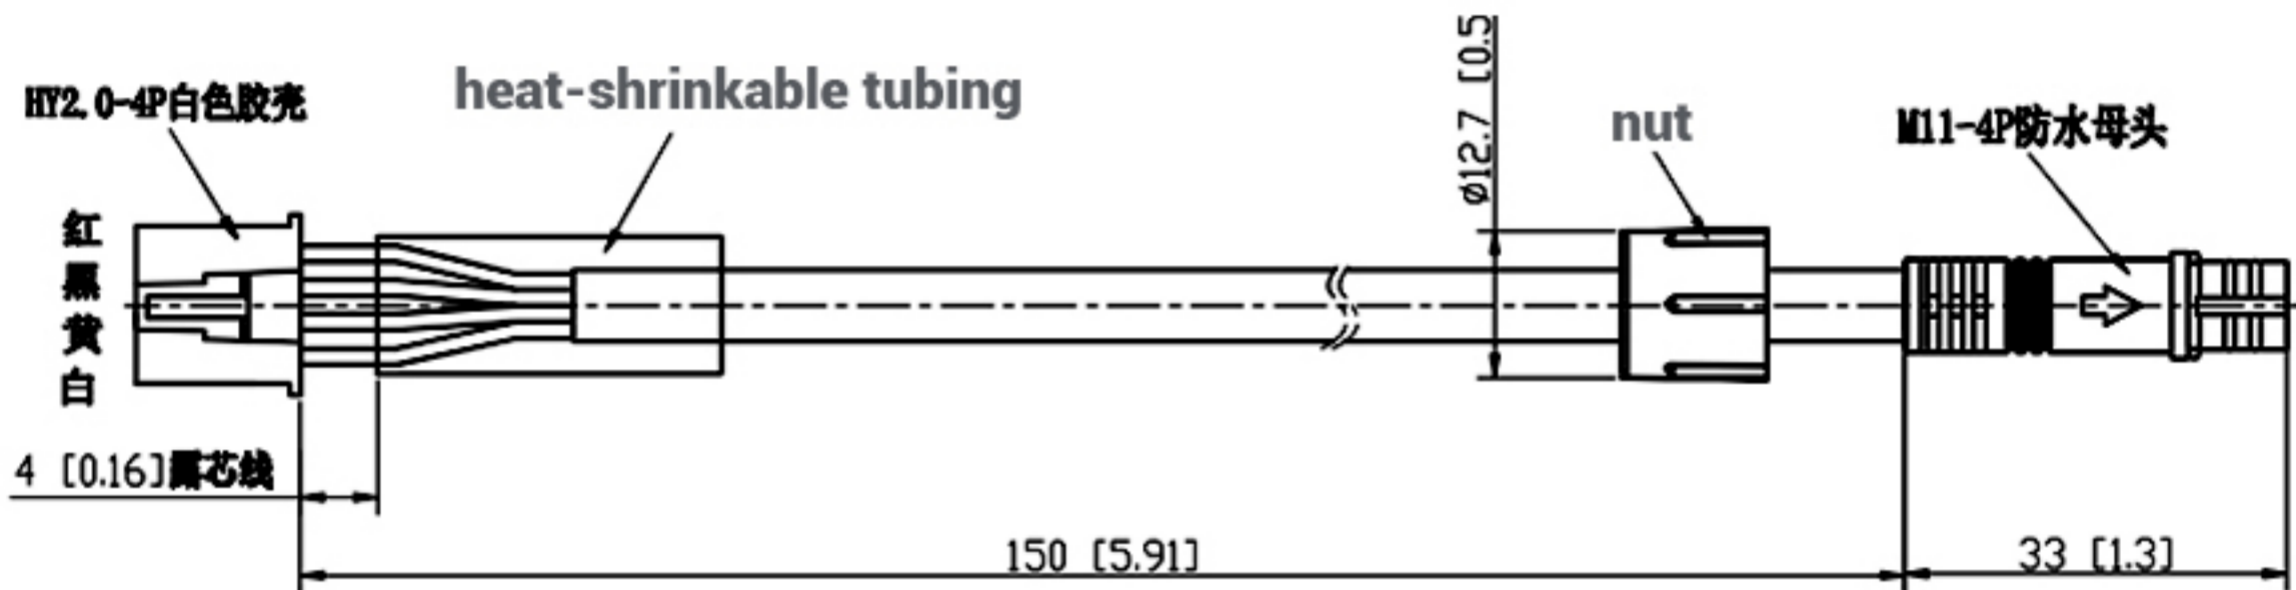 HY2.0-4P白色胶壳
heat-shrinkable tubing
ø12.7 [0.5
nut
M11-4P防水母头
红
黑
黄
白
4 [0.16]露芯线
150 [5.91]
33 [1.3]